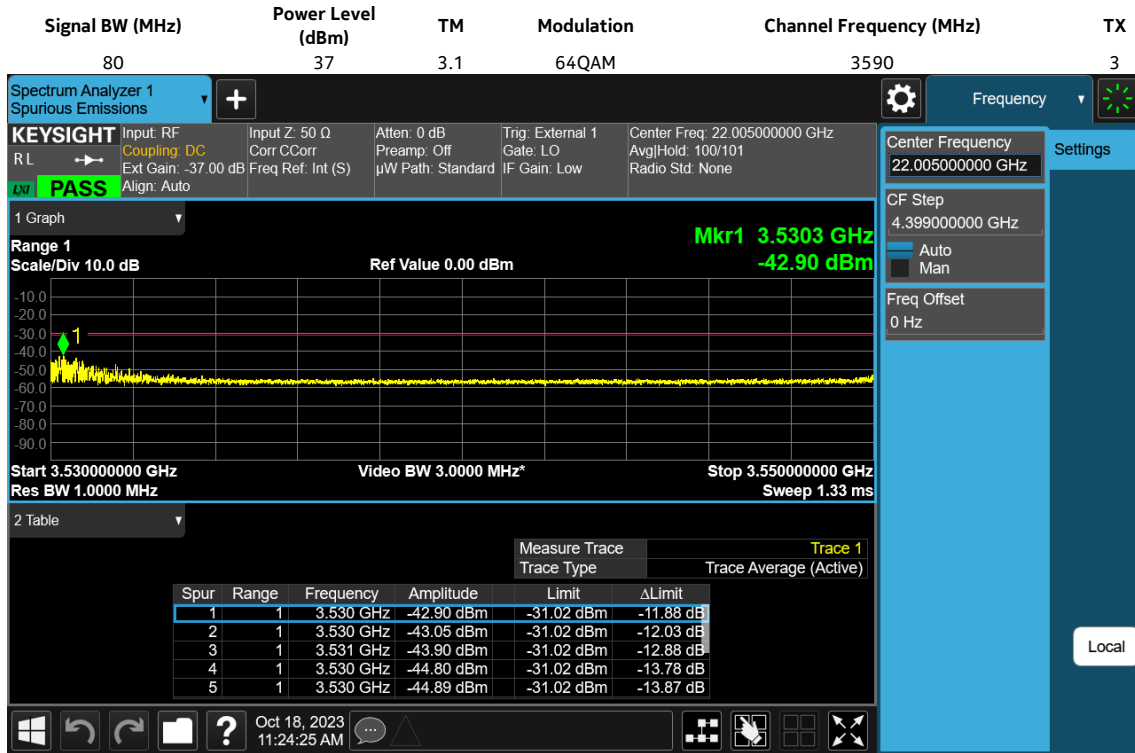 Signal BW (MHz) Power Level (dBm) TM Modulation Channel Frequency (MHz) TX
80 37 3.1 64QAM 3590 3
Spectrum Analyzer 1
Spurious Emissions
Frequency
KEYSIGHT Input: RF Input Z: 50 Ω Atten: 0 dB Trig: External 1 Center Freq: 22.005000000 GHz
Coupling: DC Corr CCorr Preamp: Off Gate: LO Avg|Hold: 100/101
R L Ext Gain: -37.00 dB Freq Ref: Int (S) µW Path: Standard IF Gain: Low Radio Std: None
LXI PASS Align: Auto
Center Frequency
22.005000000 GHz
Settings
CF Step
4.399000000 GHz
Auto
Man
Freq Offset
0 Hz
1 Graph
Range 1
Scale/Div 10.0 dB Ref Value 0.00 dBm
Mkr1 3.5303 GHz
-42.90 dBm
1
-10.0
-20.0
-30.0
-40.0
-50.0
-60.0
-70.0
-80.0
-90.0
Start 3.530000000 GHz Video BW 3.0000 MHz* Stop 3.550000000 GHz
Res BW 1.0000 MHz Sweep 1.33 ms
2 Table
Measure Trace Trace 1
Trace Type Trace Average (Active)
Spur Range Frequency Amplitude Limit ΔLimit
1 1 3.530 GHz -42.90 dBm -31.02 dBm -11.88 dB
2 1 3.530 GHz -43.05 dBm -31.02 dBm -12.03 dB
3 1 3.531 GHz -43.90 dBm -31.02 dBm -12.88 dB
4 1 3.530 GHz -44.80 dBm -31.02 dBm -13.78 dB
5 1 3.530 GHz -44.89 dBm -31.02 dBm -13.87 dB
Local
? Oct 18, 2023
11:24:25 AM